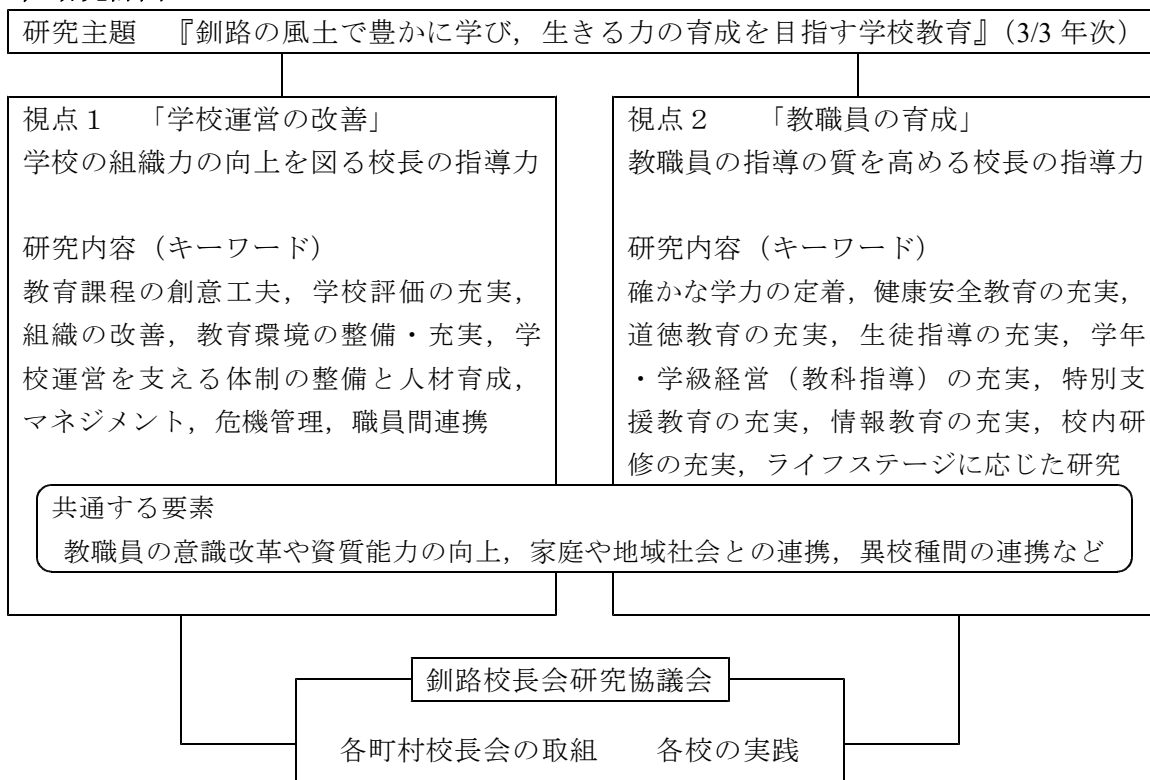 研究主題　『釧路の風土で豊かに学び，生きる力の育成を目指す学校教育』（3/3 年次）
視点１　「学校運営の改善」
学校の組織力の向上を図る校長の指導力
研究内容（キーワード）
教育課程の創意工夫，学校評価の充実，
組織の改善，教育環境の整備・充実，学
校運営を支える体制の整備と人材育成，
マネジメント，危機管理，職員間連携
視点２　「教職員の育成」
教職員の指導の質を高める校長の指導力
研究内容（キーワード）
確かな学力の定着，健康安全教育の充実，
道徳教育の充実，生徒指導の充実，学年
・学級経営（教科指導）の充実，特別支
援教育の充実，情報教育の充実，校内研
修の充実，ライフステージに応じた研究
共通する要素
教職員の意識改革や資質能力の向上，家庭や地域社会との連携，異校種間の連携など
釧路校長会研究協議会
各町村校長会の取組　　各校の実践